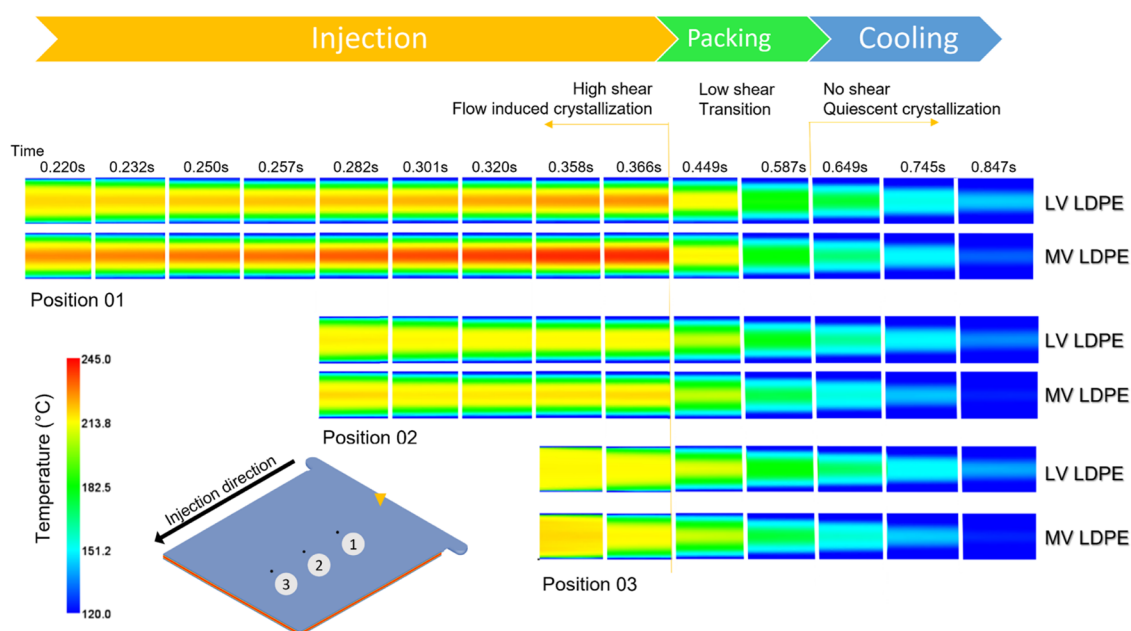 Injection
Packing
Cooling
High shear
Flow induced crystallization
Low shear
Transition
No shear
Quiescent crystallization
Time
0.220s 0.232s 0.250s 0.257s 0.282s 0.301s 0.320s 0.358s 0.366s 0.449s 0.587s 0.649s 0.745s 0.847s
LV LDPE
MV LDPE
Position 01
LV LDPE
MV LDPE
Position 02
LV LDPE
MV LDPE
Position 03
Temperature (°C)
245.0
213.8
182.5
151.2
120.0
Injection direction
1
2
3